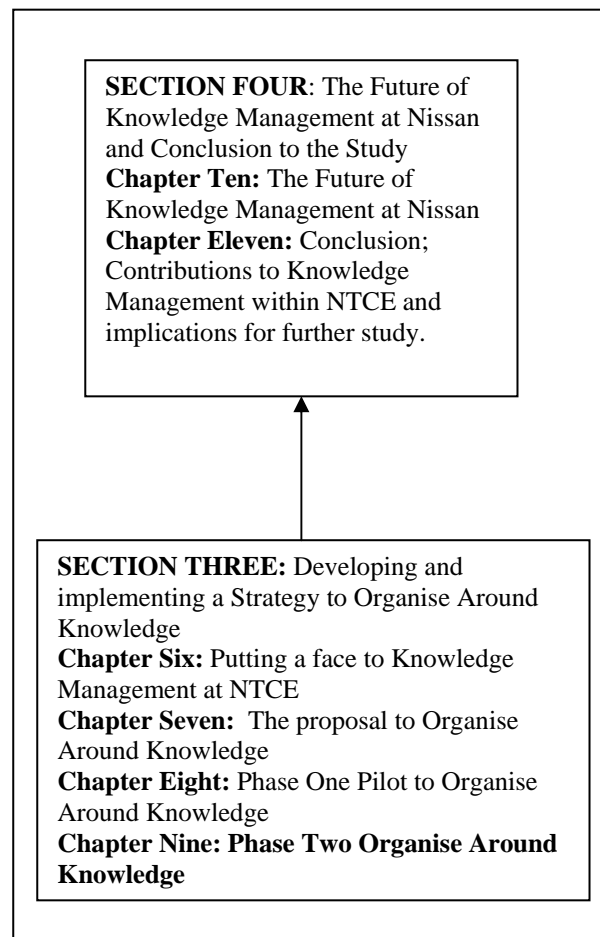 SECTION FOUR: The Future of
Knowledge Management at Nissan
and Conclusion to the Study
Chapter Ten: The Future of
Knowledge Management at Nissan
Chapter Eleven: Conclusion;
Contributions to Knowledge
Management within NTCE and
implications for further study.
SECTION THREE: Developing and
implementing a Strategy to Organise Around
Knowledge
Chapter Six: Putting a face to Knowledge
Management at NTCE
Chapter Seven:  The proposal to Organise
Around Knowledge
Chapter Eight: Phase One Pilot to Organise
Around Knowledge
Chapter Nine: Phase Two Organise Around
Knowledge